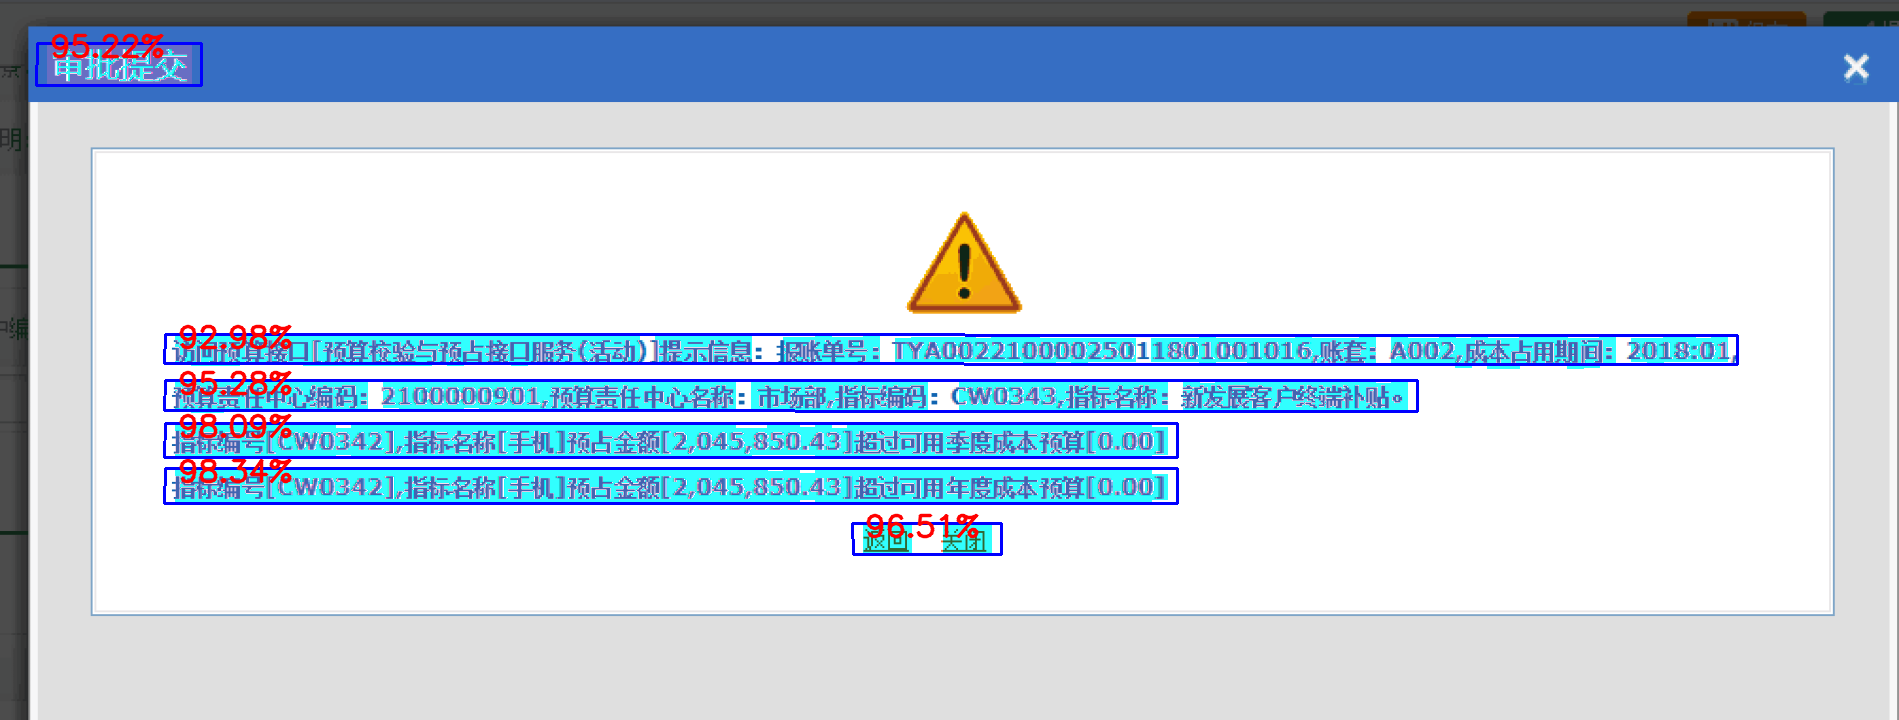 保存
95.22%
审批提交
明:
92.98%
访问预算接口[预算校验与预占接口服务(活动)]提示信息：报账单号：TYA00221000025011801001016,账套：A002,成本占用期间：2018:01,
95.28%
预算责任中心编码：2100000901,预算责任中心名称：市场部,指标编码：CW0343,指标名称：新发展客户终端补贴。
98.09%
指标编号[CW0342],指标名称[手机]预占金额[2,045,850.43]超过可用季度成本预算[0.00]
98.34%
指标编号[CW0342],指标名称[手机]预占金额[2,045,850.43]超过可用年度成本预算[0.00]
96.51%
返回 关闭